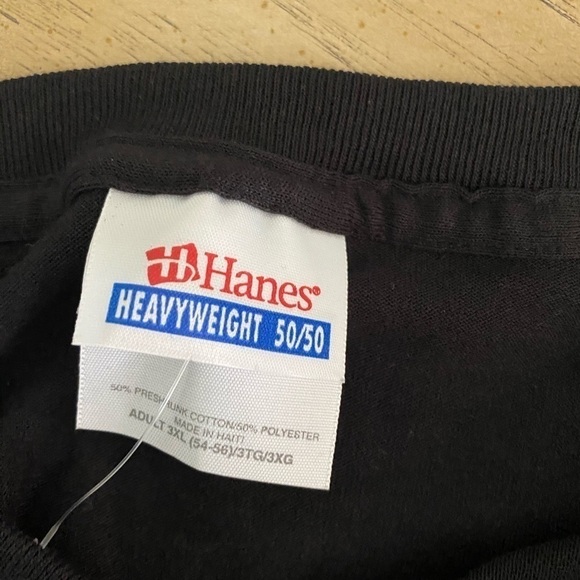 Hanes®
HEAVYWEIGHT 50/50
50% PRESHRUNK COTTON/50% POLYESTER
MADE IN HAITI
ADULT 3XL (54-56)/3TG/3XG